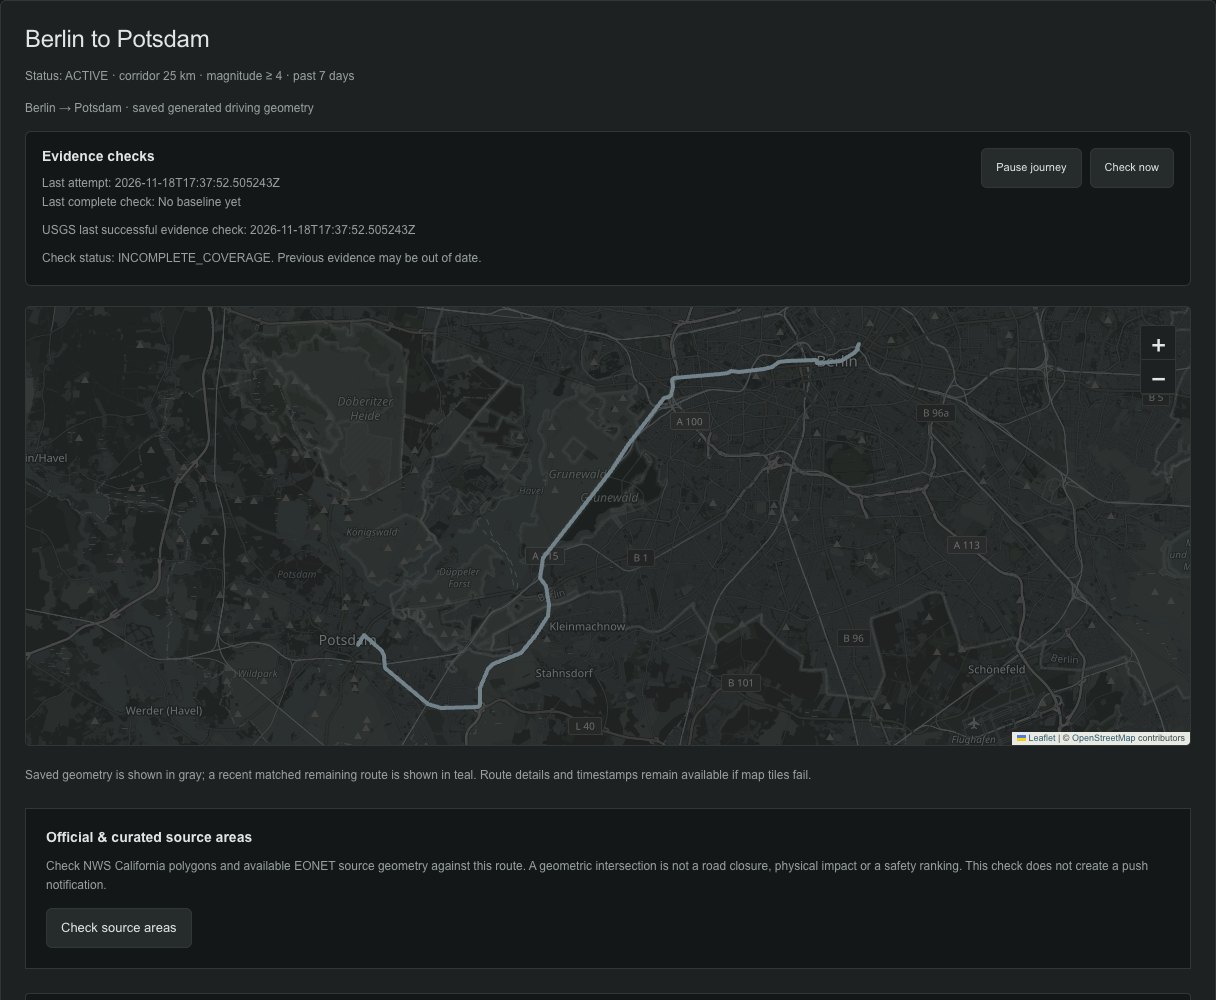 Berlin to Potsdam
Status: ACTIVE · corridor 25 km · magnitude ≥ 4 · past 7 days
Berlin → Potsdam · saved generated driving geometry
Evidence checks
Pause journey
Check now
Last attempt: 2026-11-18T17:37:52.505243Z
Last complete check: No baseline yet
USGS last successful evidence check: 2026-11-18T17:37:52.505243Z
Check status: INCOMPLETE_COVERAGE. Previous evidence may be out of date.
+
−
Berlin
B 5
Döberitzer
Heide
A 100
B 96a
in/Havel
Grunewald
Havel
Grunewald
Königswald
A 115
B 1
A 113
Potsdam
Düppeler
Forst
Berlin
Kleinmachnow
Potsdam
B 96
Berlin
Schönefeld
Wildpark
Stahnsdorf
B 101
Werder (Havel)
L 40
Flughafen
Leaflet | © OpenStreetMap contributors
Saved geometry is shown in gray; a recent matched remaining route is shown in teal. Route details and timestamps remain available if map tiles fail.
Official & curated source areas
Check NWS California polygons and available EONET source geometry against this route. A geometric intersection is not a road closure, physical impact or a safety ranking. This check does not create a push
notification.
Check source areas